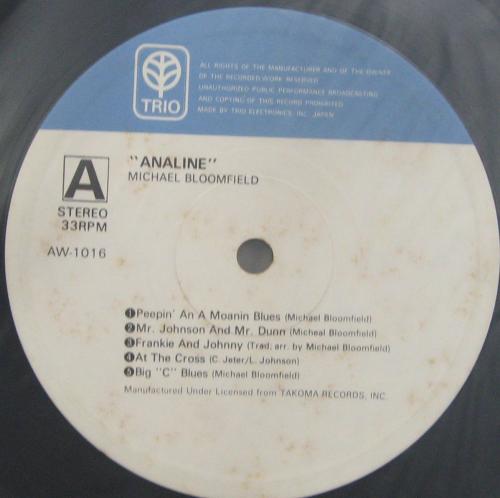 TRIO
ALL RIGHTS OF THE MANUFACTURER AND OF THE OWNER
OF THE RECORDED WORK RESERVED
UNAUTHORIZED PUBLIC PERFORMANCE BROADCASTING
AND COPYING OF THIS RECORD PROHIBITED
MADE BY TRIO ELECTRONICS, INC. JAPAN
"ANALINE"
MICHAEL BLOOMFIELD
A
STEREO
33RPM
AW-1016
❶Peepin' An A Moanin Blues (Michael Bloomfield)
❷Mr. Johnson And Mr. Dunn (Micheal Bloomfield)
❸Frankie And Johnny (Trad; arr. by Michael Bloomfield)
❹At The Cross (C. Jeter/L. Johnson)
❺Big "C" Blues (Michael Bloomfield)
Manufactured Under Licensed from TAKOMA RECORDS, INC.